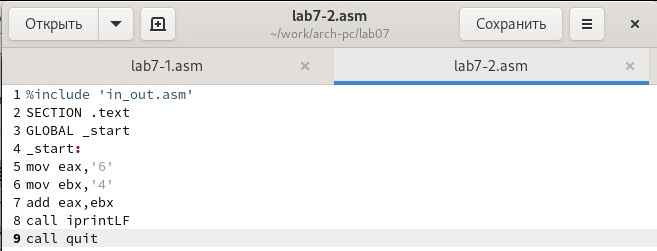 Открыть
lab7-2.asm
~/work/arch-pc/lab07
Сохранить
lab7-1.asm
lab7-2.asm
1 %include 'in_out.asm'
2 SECTION .text
3 GLOBAL _start
4 _start:
5 mov eax,'6'
6 mov ebx,'4'
7 add eax,ebx
8 call iprintLF
9 call quit